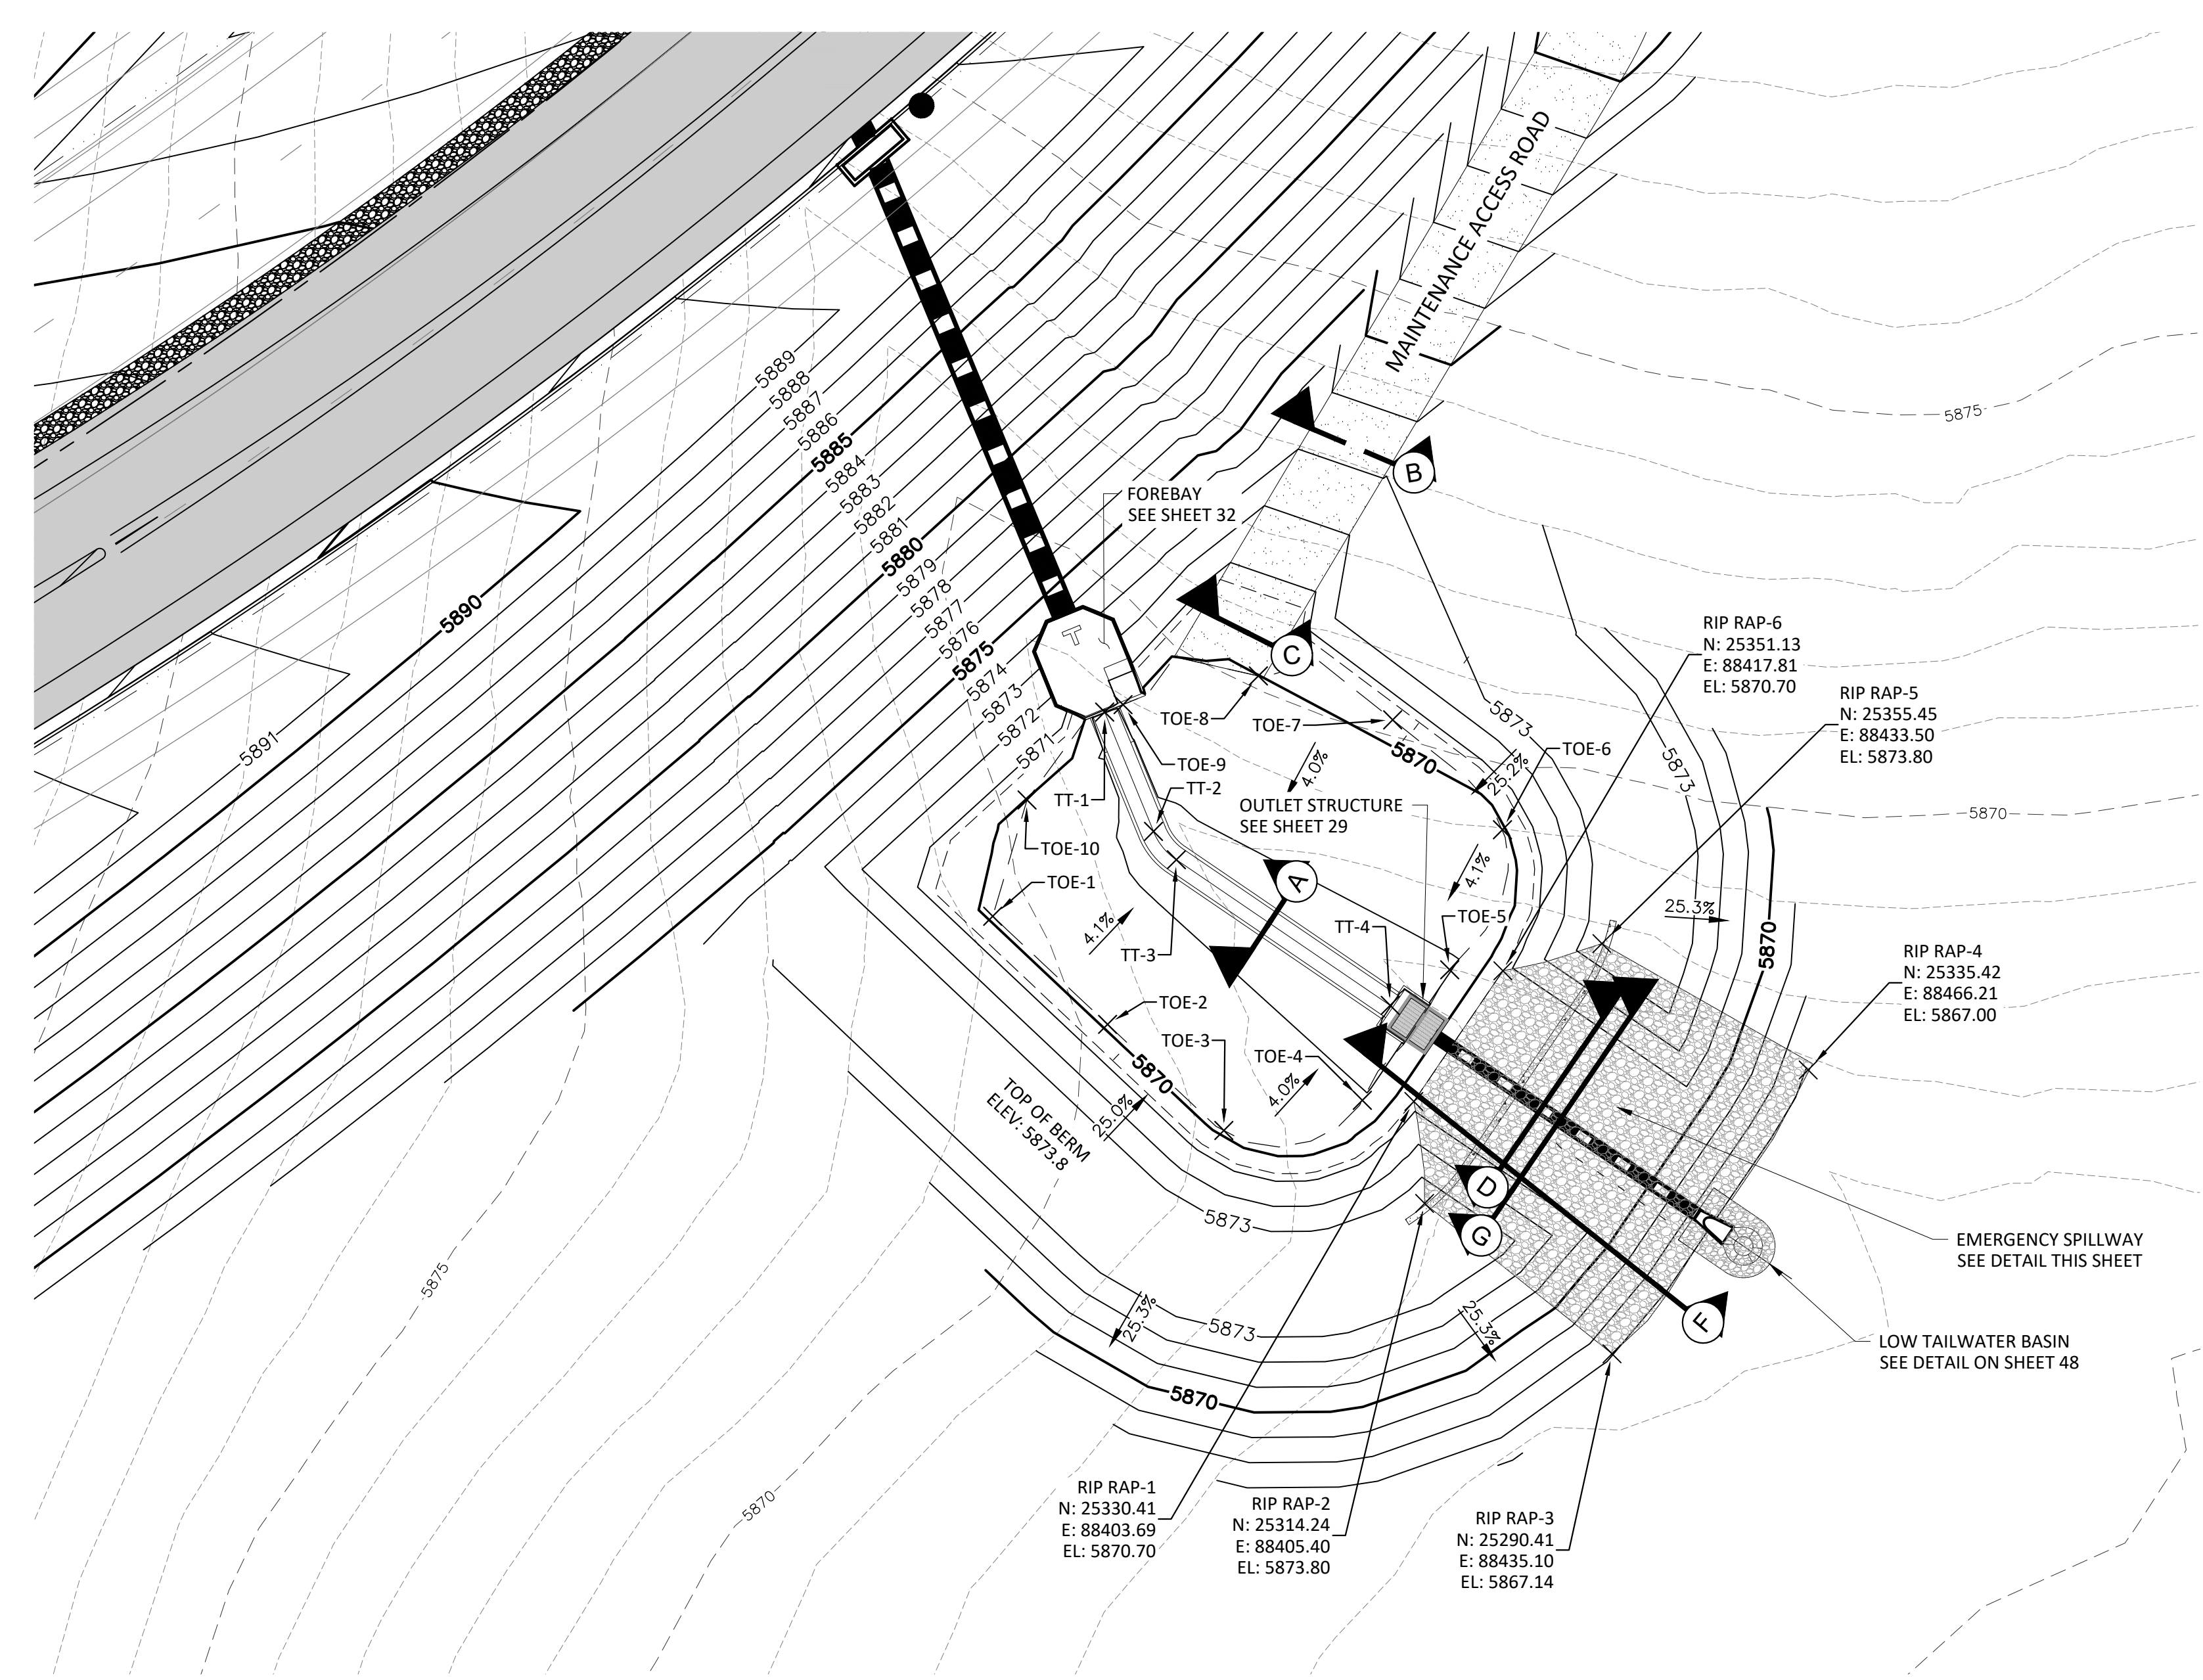 MAINTENANCE ACCESS ROAD
5889
5888
5887
5886
5885
5884
5883
5882
5881
5880
5879
5878
5877
5876
5875
5874
5873
5872
5871
5890
5891
5875
B
FOREBAY
SEE SHEET 32
C
RIP RAP-6
N: 25351.13
E: 88417.81
EL: 5870.70
RIP RAP-5
N: 25355.45
E: 88433.50
EL: 5873.80
TOE-8
TOE-7
5873
5873
TOE-6
5870
25.2%
4.0%
TOE-9
TT-2
TT-1
OUTLET STRUCTURE
SEE SHEET 29
5870
TOE-10
TOE-1
A
4.1%
4.1%
TT-4
TOE-5
25.3%
5870
TT-3
RIP RAP-4
N: 25335.42
E: 88466.21
EL: 5867.00
TOE-2
TOE-3
TOE-4
5870
4.0%
TOP OF BERM
ELEV: 5873.8
25.0%
D
G
5873
EMERGENCY SPILLWAY
SEE DETAIL THIS SHEET
5875
25.3%
5873
25.3%
F
LOW TAILWATER BASIN
SEE DETAIL ON SHEET 48
5870
5870
RIP RAP-1
N: 25330.41
E: 88403.69
EL: 5870.70
RIP RAP-2
N: 25314.24
E: 88405.40
EL: 5873.80
RIP RAP-3
N: 25290.41
E: 88435.10
EL: 5867.14